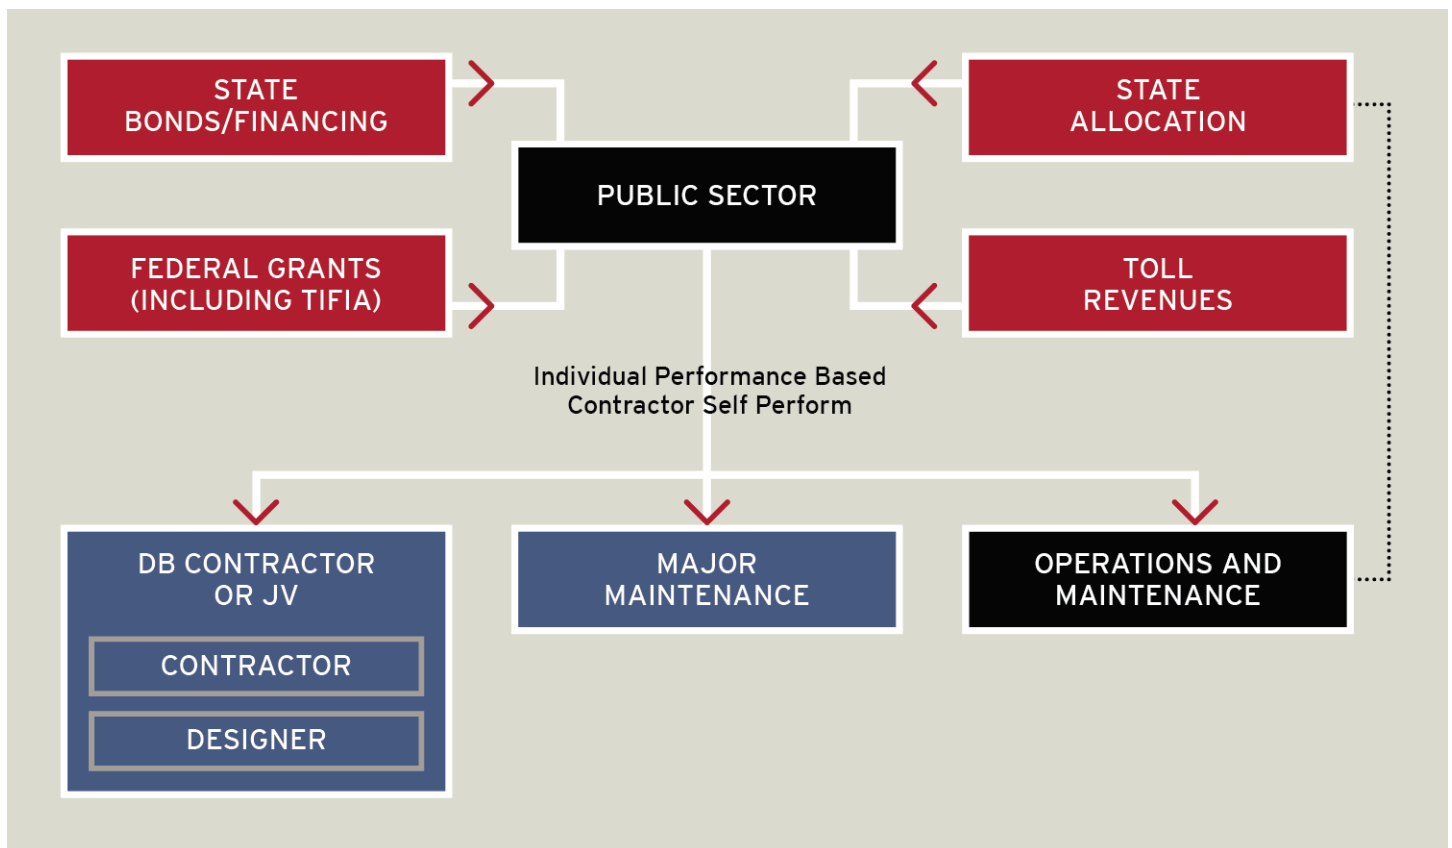 STATE
BONDS/FINANCING
STATE
ALLOCATION
PUBLIC SECTOR
FEDERAL GRANTS
(INCLUDING TIFIA)
TOLL
REVENUES
Individual Performance Based
Contractor Self Perform
DB CONTRACTOR
OR JV
CONTRACTOR
DESIGNER
MAJOR
MAINTENANCE
OPERATIONS AND
MAINTENANCE